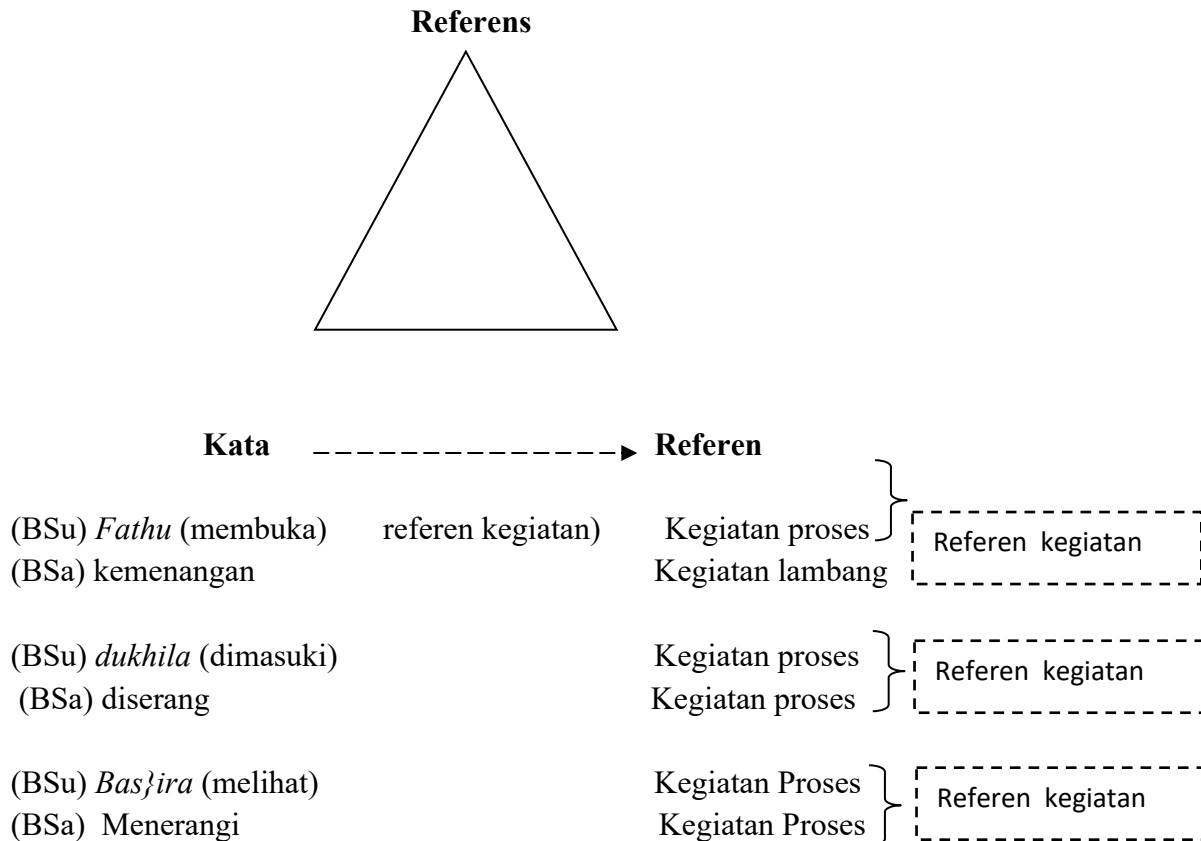 Referens
Kata Referen
(BSu) Fathu (membuka) referen kegiatan) Kegiatan proses Referen kegiatan
(BSa) kemenangan Kegiatan lambang
(BSu) dukhila (dimasuki) Kegiatan proses Referen kegiatan
(BSa) diserang Kegiatan proses
(BSu) Bas}ira (melihat) Kegiatan Proses Referen kegiatan
(BSa) Menerangi Kegiatan Proses